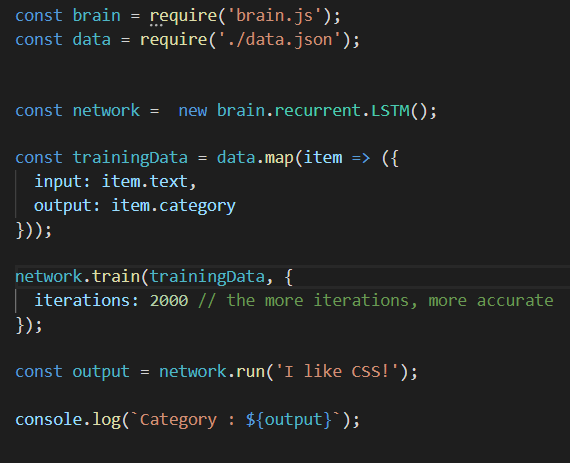 const brain = require('brain.js');
const data = require('./data.json');
const network =  new brain.recurrent.LSTM();
const trainingData = data.map(item => ({
  input: item.text,
  output: item.category
}));
network.train(trainingData, {
  iterations: 2000 // the more iterations, more accurate
});
const output = network.run('I like CSS!');
console.log(`Category : ${output}`);